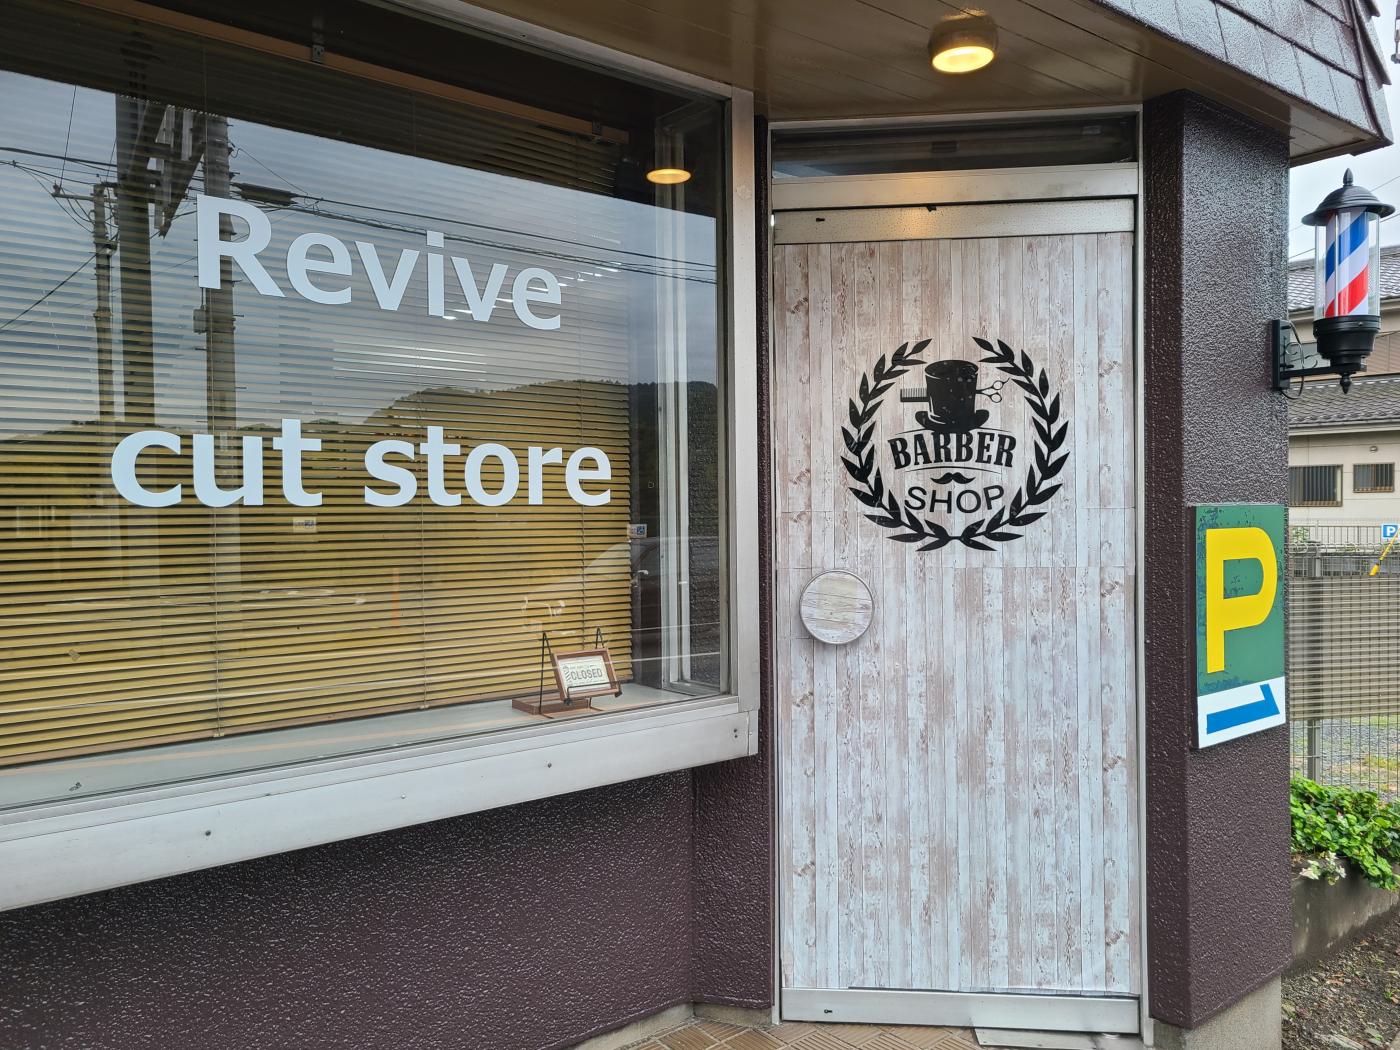 Revive
cut store
CLOSED
BARBER
SHOP
P
P